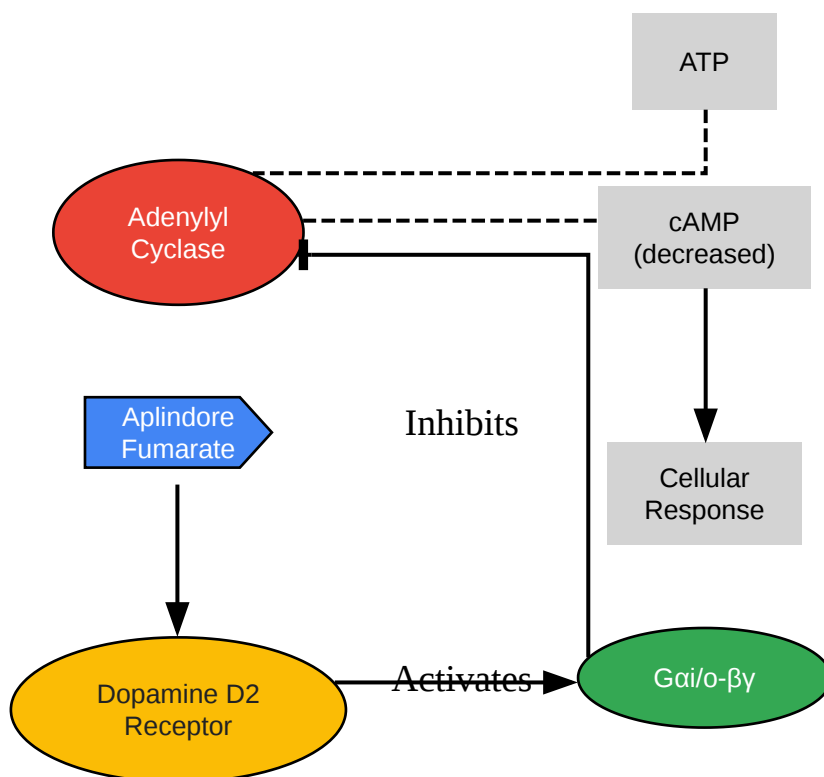 ATP
Adenylyl
Cyclase
cAMP
(decreased)
Aplindore
Fumarate
Inhibits
Cellular
Response
Dopamine D2
Receptor
Activates
Gαi/o-βγ